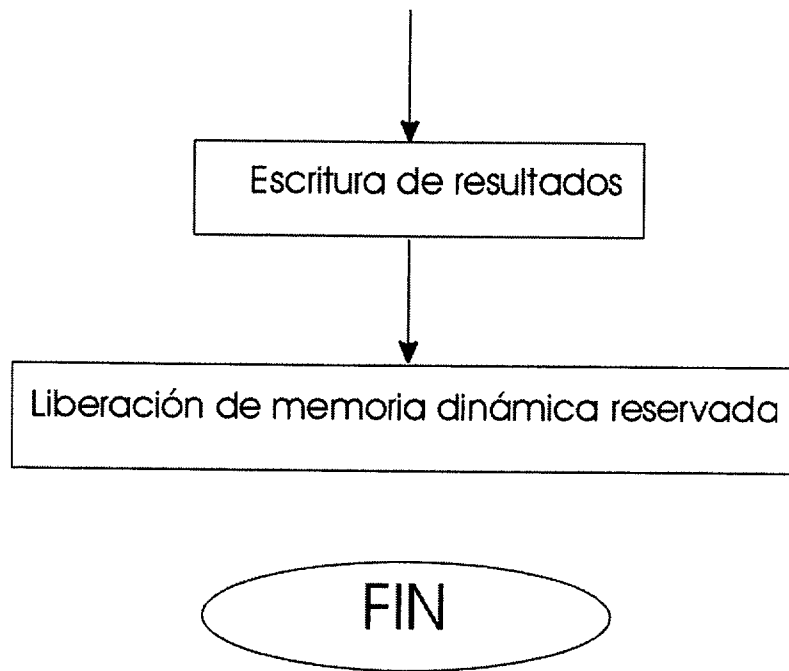 Escritura de resultados
Liberación de memoria dinámica reservada
FIN